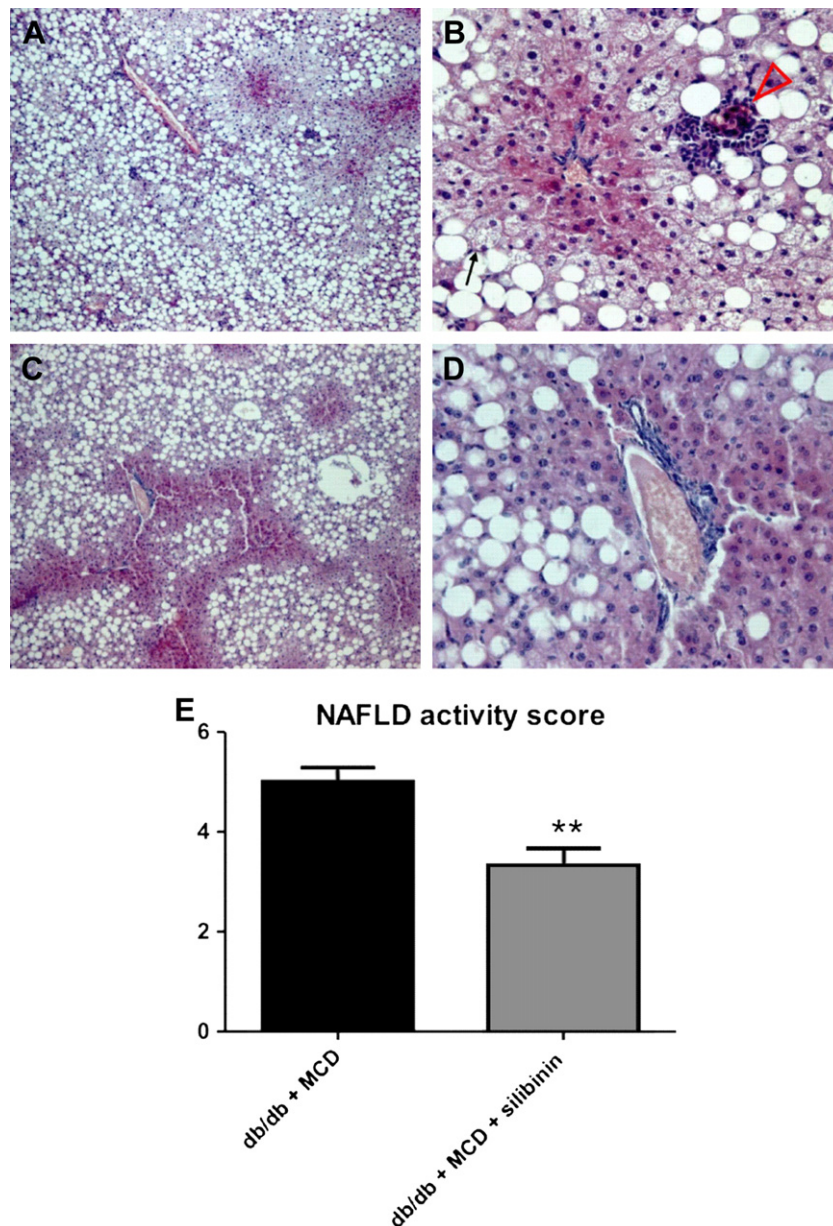 A
B
C
D
E
NAFLD activity score
6
4
2
0
**
db/db + MCD
db/db + MCD + silibinin